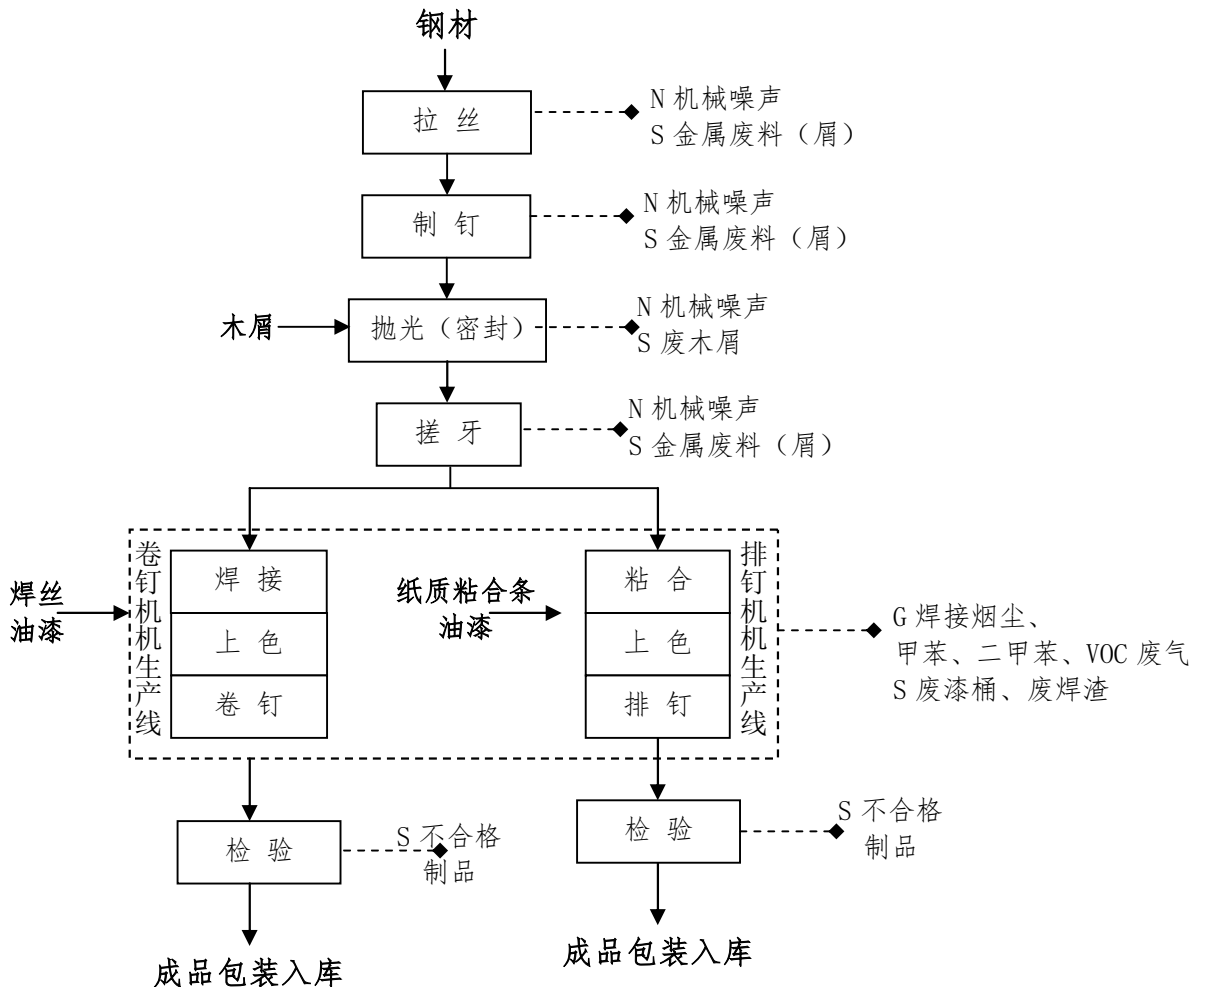 钢材
拉丝
N 机械噪声
S 金属废料（屑）
制钉
N 机械噪声
S 金属废料（屑）
木屑
抛光（密封）
N 机械噪声
S 废木屑
搓牙
N 机械噪声
S 金属废料（屑）
焊丝
油漆
卷钉机机生产线
焊接
上色
卷钉
纸质粘合条
油漆
粘合
上色
排钉
排钉机机生产线
G 焊接烟尘、
甲苯、二甲苯、VOC 废气
S 废漆桶、废焊渣
检验
S 不合格
制品
检验
S 不合格
制品
成品包装入库
成品包装入库